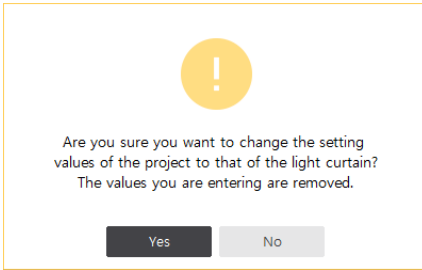 Are you sure you want to change the setting
values of the project to that of the light curtain?
The values you are entering are removed.
Yes
No